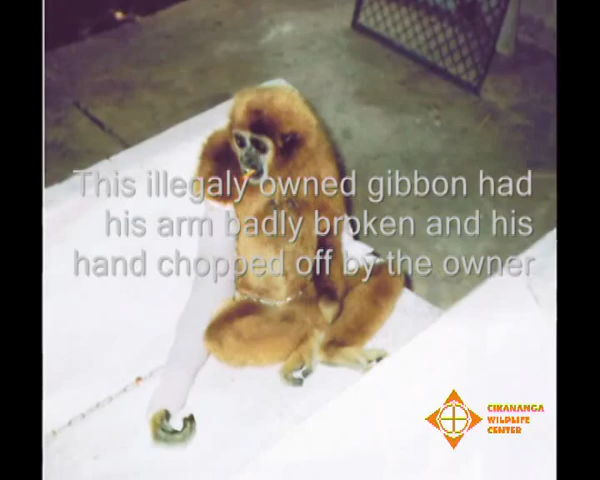 This illegaly owned gibbon had
his arm badly broken and his
hand chopped off by the owner
CIKANANGA
WILDLIFE
CENTER